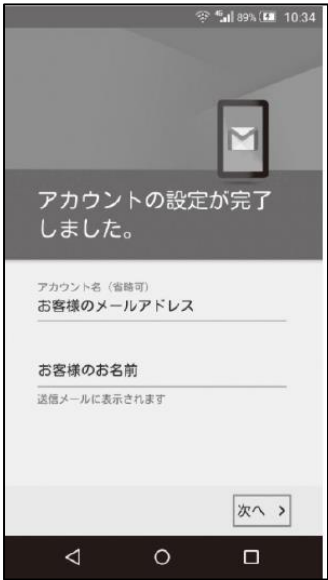 4G 89% 10:34
アカウントの設定が完了
しました。
アカウント名（省略可）
お客様のメールアドレス
お客様のお名前
送信メールに表示されます
次へ >